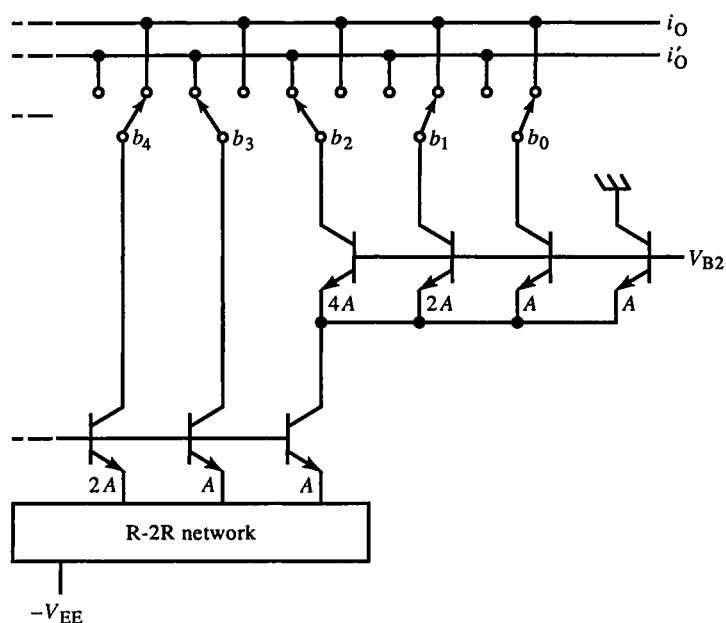 i_O
i'_O
b_4 b_3 b_2 b_1 b_0
V_B2
4A 2A A A
2A A A
R-2R network
-V_EE